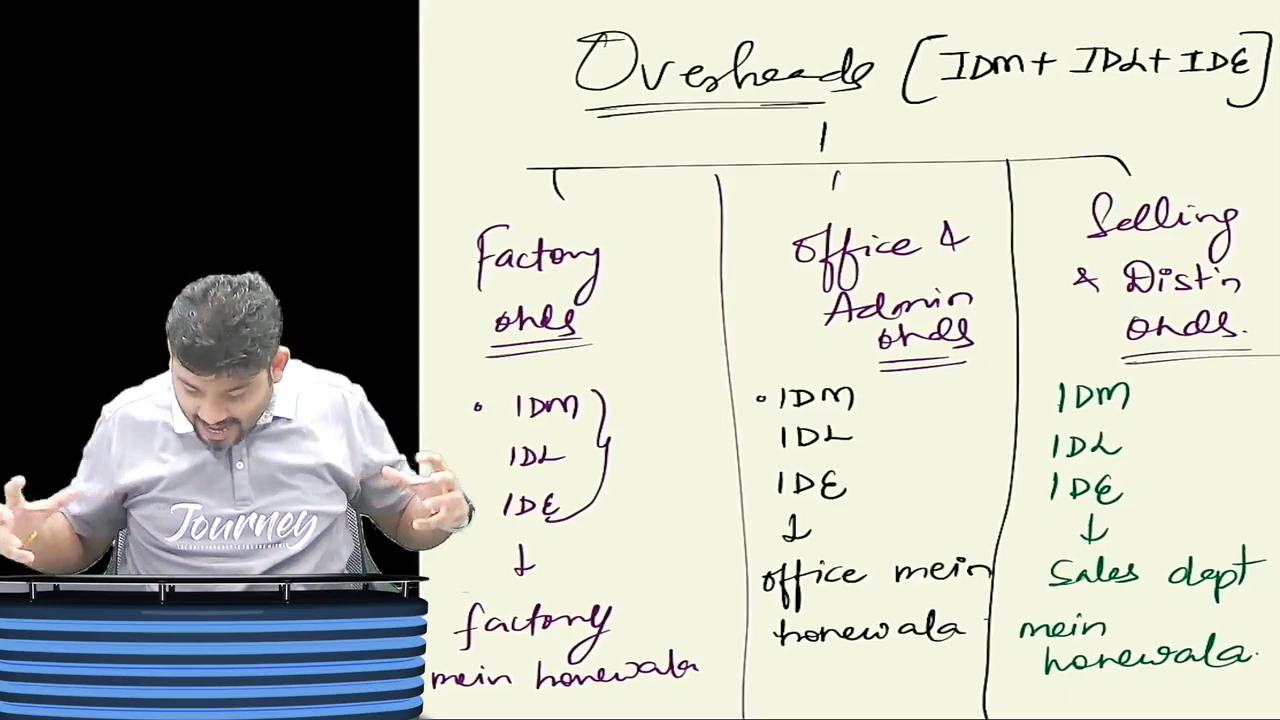 Overheads [IDM + IDL + IDE]
Factory
OHDS
IDM
IDL
IDE
↓
factory
mein honewala
Office &
Admin
OHDS
IDM
IDL
IDE
↓
office mein
honewala
Selling
& Dist'n
OHDS.
IDM
IDL
IDE
↓
Sales dept
mein
honewala.
Journey